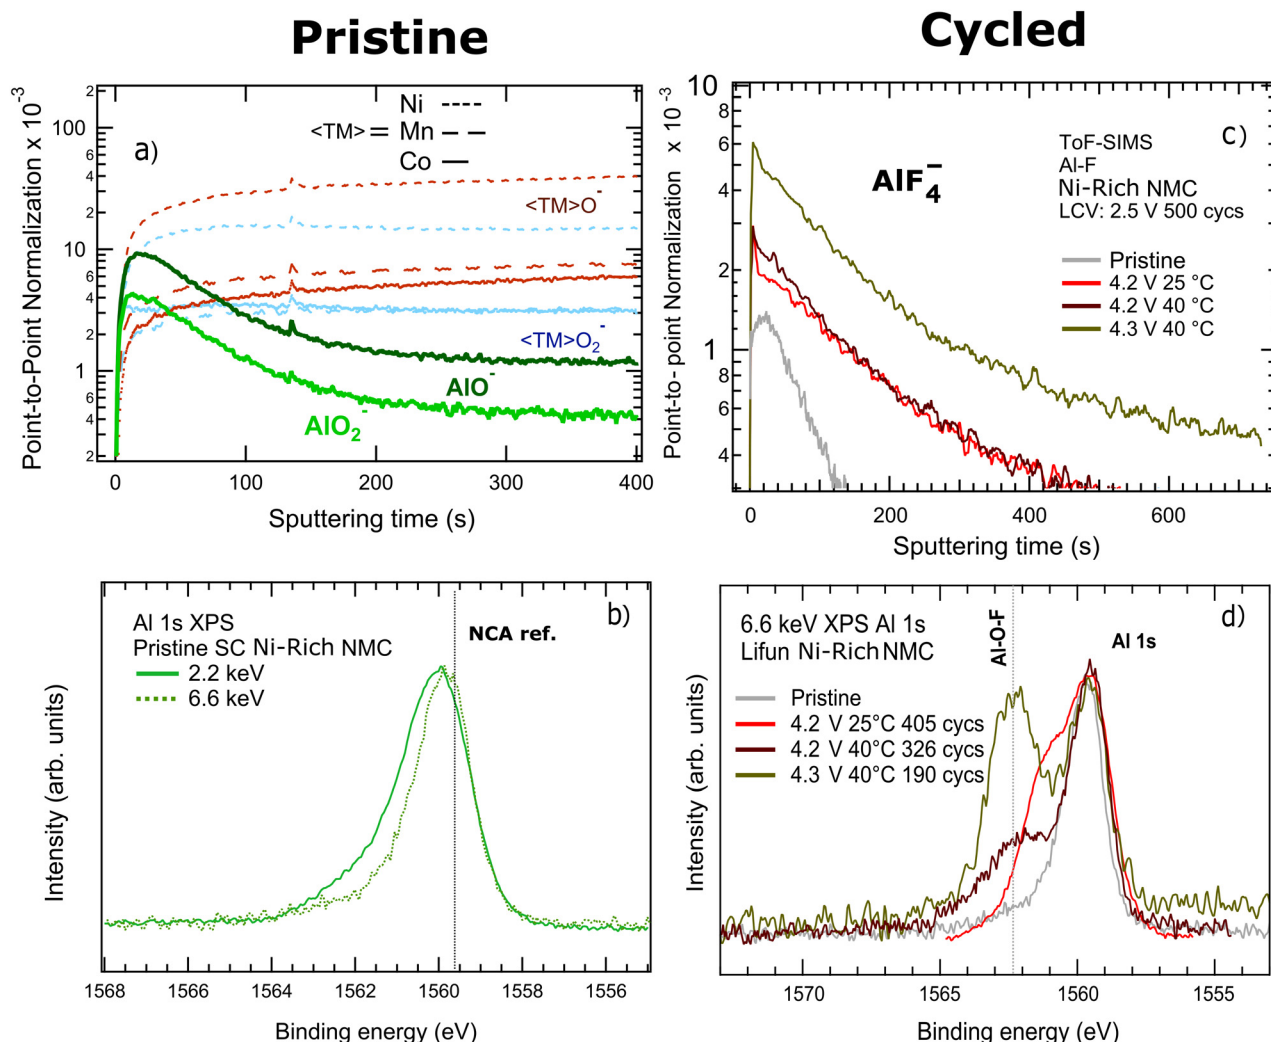 Pristine
Cycled
a)
Point-to-Point Normalization x 10⁻³
2
100
6
4
2
10
6
4
2
1
6
4
2
<TM> =
Ni
Mn
Co
<TM>O⁻
<TM>O₂⁻
AlO⁻
AlO₂⁻
0
100
200
300
400
Sputtering time (s)
c)
Point-to- point Normalization x 10⁻³
10
8
6
4
2
1
8
6
4
AlF₄⁻
ToF-SIMS
Al-F
Ni-Rich NMC
LCV: 2.5 V 500 cycs
Pristine
4.2 V 25 °C
4.2 V 40 °C
4.3 V 40 °C
0
200
400
600
Sputtering time (s)
b)
Intensity (arb. units)
Al 1s XPS
Pristine SC Ni-Rich NMC
2.2 keV
6.6 keV
NCA ref.
1568
1566
1564
1562
1560
1558
1556
Binding energy (eV)
d)
Intensity (arb. units)
6.6 keV XPS Al 1s
Lifun Ni-Rich NMC
Pristine
4.2 V 25°C 405 cycs
4.2 V 40°C 326 cycs
4.3 V 40°C 190 cycs
Al-O-F
Al 1s
1570
1565
1560
1555
Binding energy (eV)